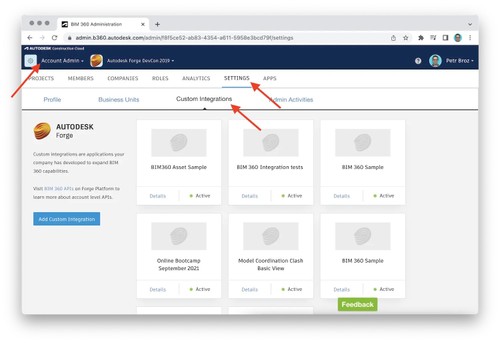 BIM 360 Administration
admin.b360.autodesk.com/admin/f9f5ce52-ab83-4354-a611-5958e3bcd79f/settings
AUTODESK Construction Cloud
Account Admin
Autodesk Forge DevCon 2019
Petr Broz
PROJECTS MEMBERS COMPANIES ROLES ANALYTICS SETTINGS APPS
Profile Business Units Custom Integrations Admin Activities
AUTODESK
Forge
Custom Integrations are applications your
company has developed to expand BIM
360 capabilities.
Visit BIM 360 APIs on Forge Platform to
learn more about account level APIs.
Add Custom Integration
BIM360 Asset Sample
Details Active
BIM 360 Integration tests
Details Active
BIM 360 Sample
Details Active
Online Bootcamp
September 2021
Details Active
Model Coordination Clash
Basic View
Details Active
BIM 360 Sample
Details Active
Feedback